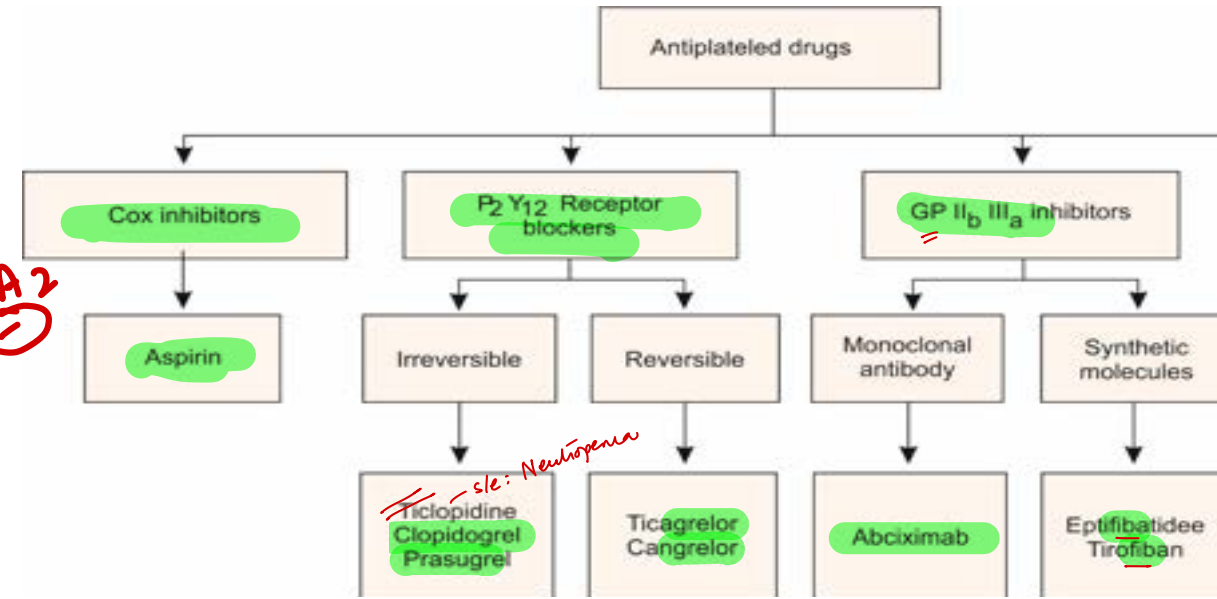 Antiplateled drugs
Cox inhibitors
P2 Y12 Receptor
blockers
GP IIb IIIa inhibitors
A2
Aspirin
Irreversible
Reversible
Monoclonal
antibody
Synthetic
molecules
s/e: Neutropenia
Ticlopidine
Clopidogrel
Prasugrel
Ticagrelor
Cangrelor
Abciximab
Eptifibatidee
Tirofiban